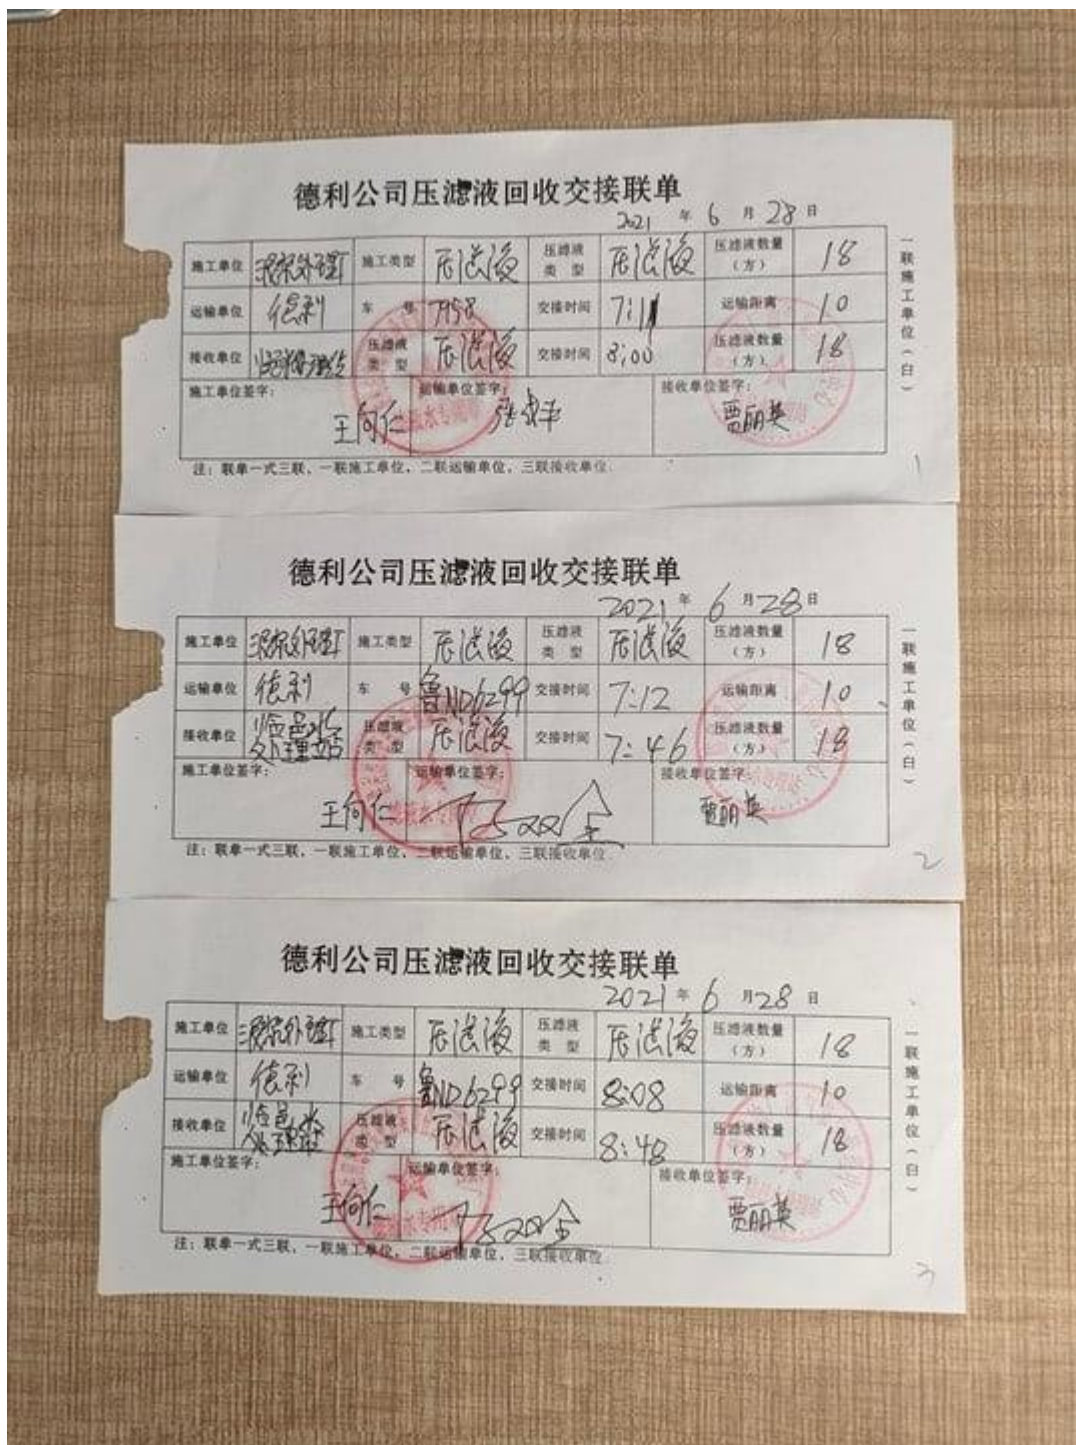 德利公司压滤液回收交接联单
2021 年 6 月 28 日
施工单位 泥浆处理厂 施工类型 压滤液 压滤液类型 压滤液 压滤液数量(方) 18
运输单位 德利 车号 7958 交接时间 7:11 运输距离 10
接收单位 压滤液类型 压滤液 交接时间 8:00 压滤液数量(方) 18
施工单位签字: 运输单位签字: 接收单位签字:
王向仁 贾丽英
注:联单一式三联,一联施工单位,二联运输单位,三联接收单位.
一联施工单位(白)
1
德利公司压滤液回收交接联单
2021 年 6 月 28 日
施工单位 施工类型 压滤液 压滤液类型 压滤液 压滤液数量(方) 18
运输单位 德利 车号 鲁ND6299 交接时间 7:12 运输距离 10
接收单位 临邑水处理站 压滤液类型 压滤液 交接时间 7:46 压滤液数量(方) 18
施工单位签字: 运输单位签字: 接收单位签字:
王向仁 贾丽英
注:联单一式三联,一联施工单位,二联运输单位,三联接收单位.
一联施工单位(白)
2
德利公司压滤液回收交接联单
2021 年 6 月 28 日
施工单位 施工类型 压滤液 压滤液类型 压滤液 压滤液数量(方) 18
运输单位 德利 车号 鲁ND6299 交接时间 8:08 运输距离 10
接收单位 临邑水处理站 压滤液类型 压滤液 交接时间 8:48 压滤液数量(方) 18
施工单位签字: 运输单位签字: 接收单位签字:
王向仁 贾丽英
注:联单一式三联,一联施工单位,二联运输单位,三联接收单位.
一联施工单位(白)
3